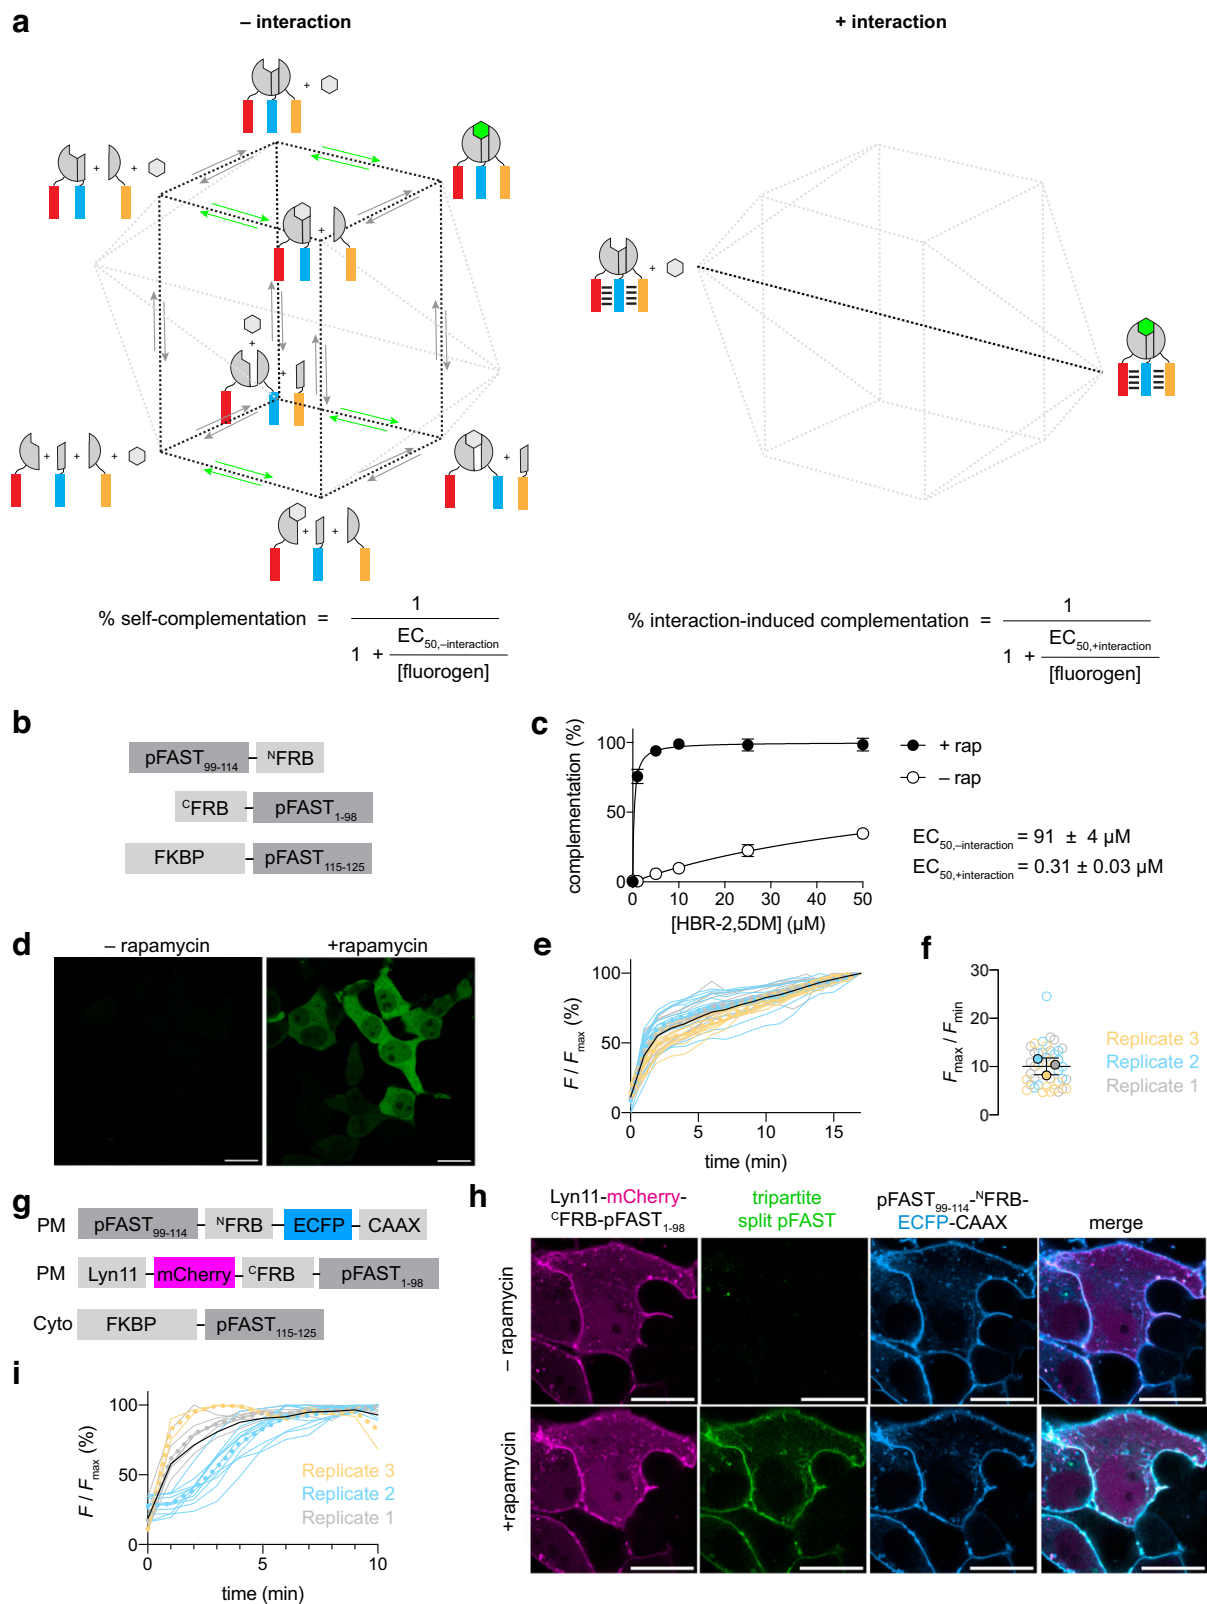 a
– interaction
+ interaction
+
+ +
+
+
+
+
+ + +
+ +
+
% self-complementation = 1 / (1 + EC50,–interaction / [fluorogen])
% interaction-induced complementation = 1 / (1 + EC50,+interaction / [fluorogen])
b
pFAST99-114 NFRB
CFRB pFAST1-98
FKBP pFAST115-125
c
complementation (%)
100
50
0
0 10 20 30 40 50
[HBR-2,5DM] (µM)
+ rap
– rap
EC50,–interaction = 91 ± 4 µM
EC50,+interaction = 0.31 ± 0.03 µM
d
– rapamycin
+rapamycin
e
F / Fmax (%)
100
50
0
0 5 10 15
time (min)
f
Fmax / Fmin
30
20
10
0
Replicate 3
Replicate 2
Replicate 1
g
PM pFAST99-114 NFRB ECFP CAAX
PM Lyn11 mCherry CFRB pFAST1-98
Cyto FKBP pFAST115-125
h
Lyn11-mCherry-
CFRB-pFAST1-98
tripartite
split pFAST
pFAST99-114-NFRB-
ECFP-CAAX
merge
– rapamycin
+rapamycin
i
F / Fmax (%)
100
50
0
0 5 10
time (min)
Replicate 3
Replicate 2
Replicate 1